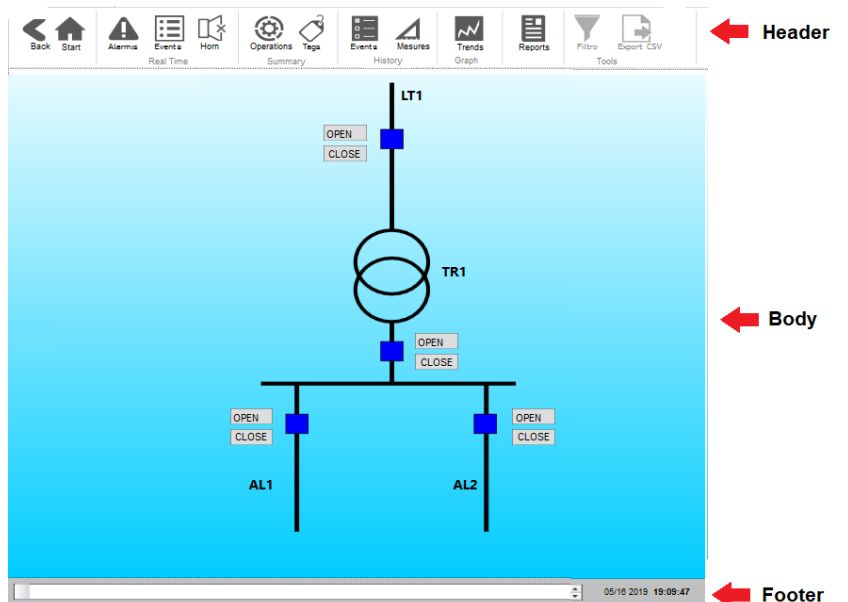 Back Start Alarms Events Horn Operations Tags Events Mesures Trends Reports Filtro Export CSV
Real Time Summary History Graph Tools
Header
LT1
OPEN
CLOSE
TR1
Body
OPEN
CLOSE
OPEN
CLOSE
OPEN
CLOSE
AL1 AL2
05/16 2019 19:09:47
Footer